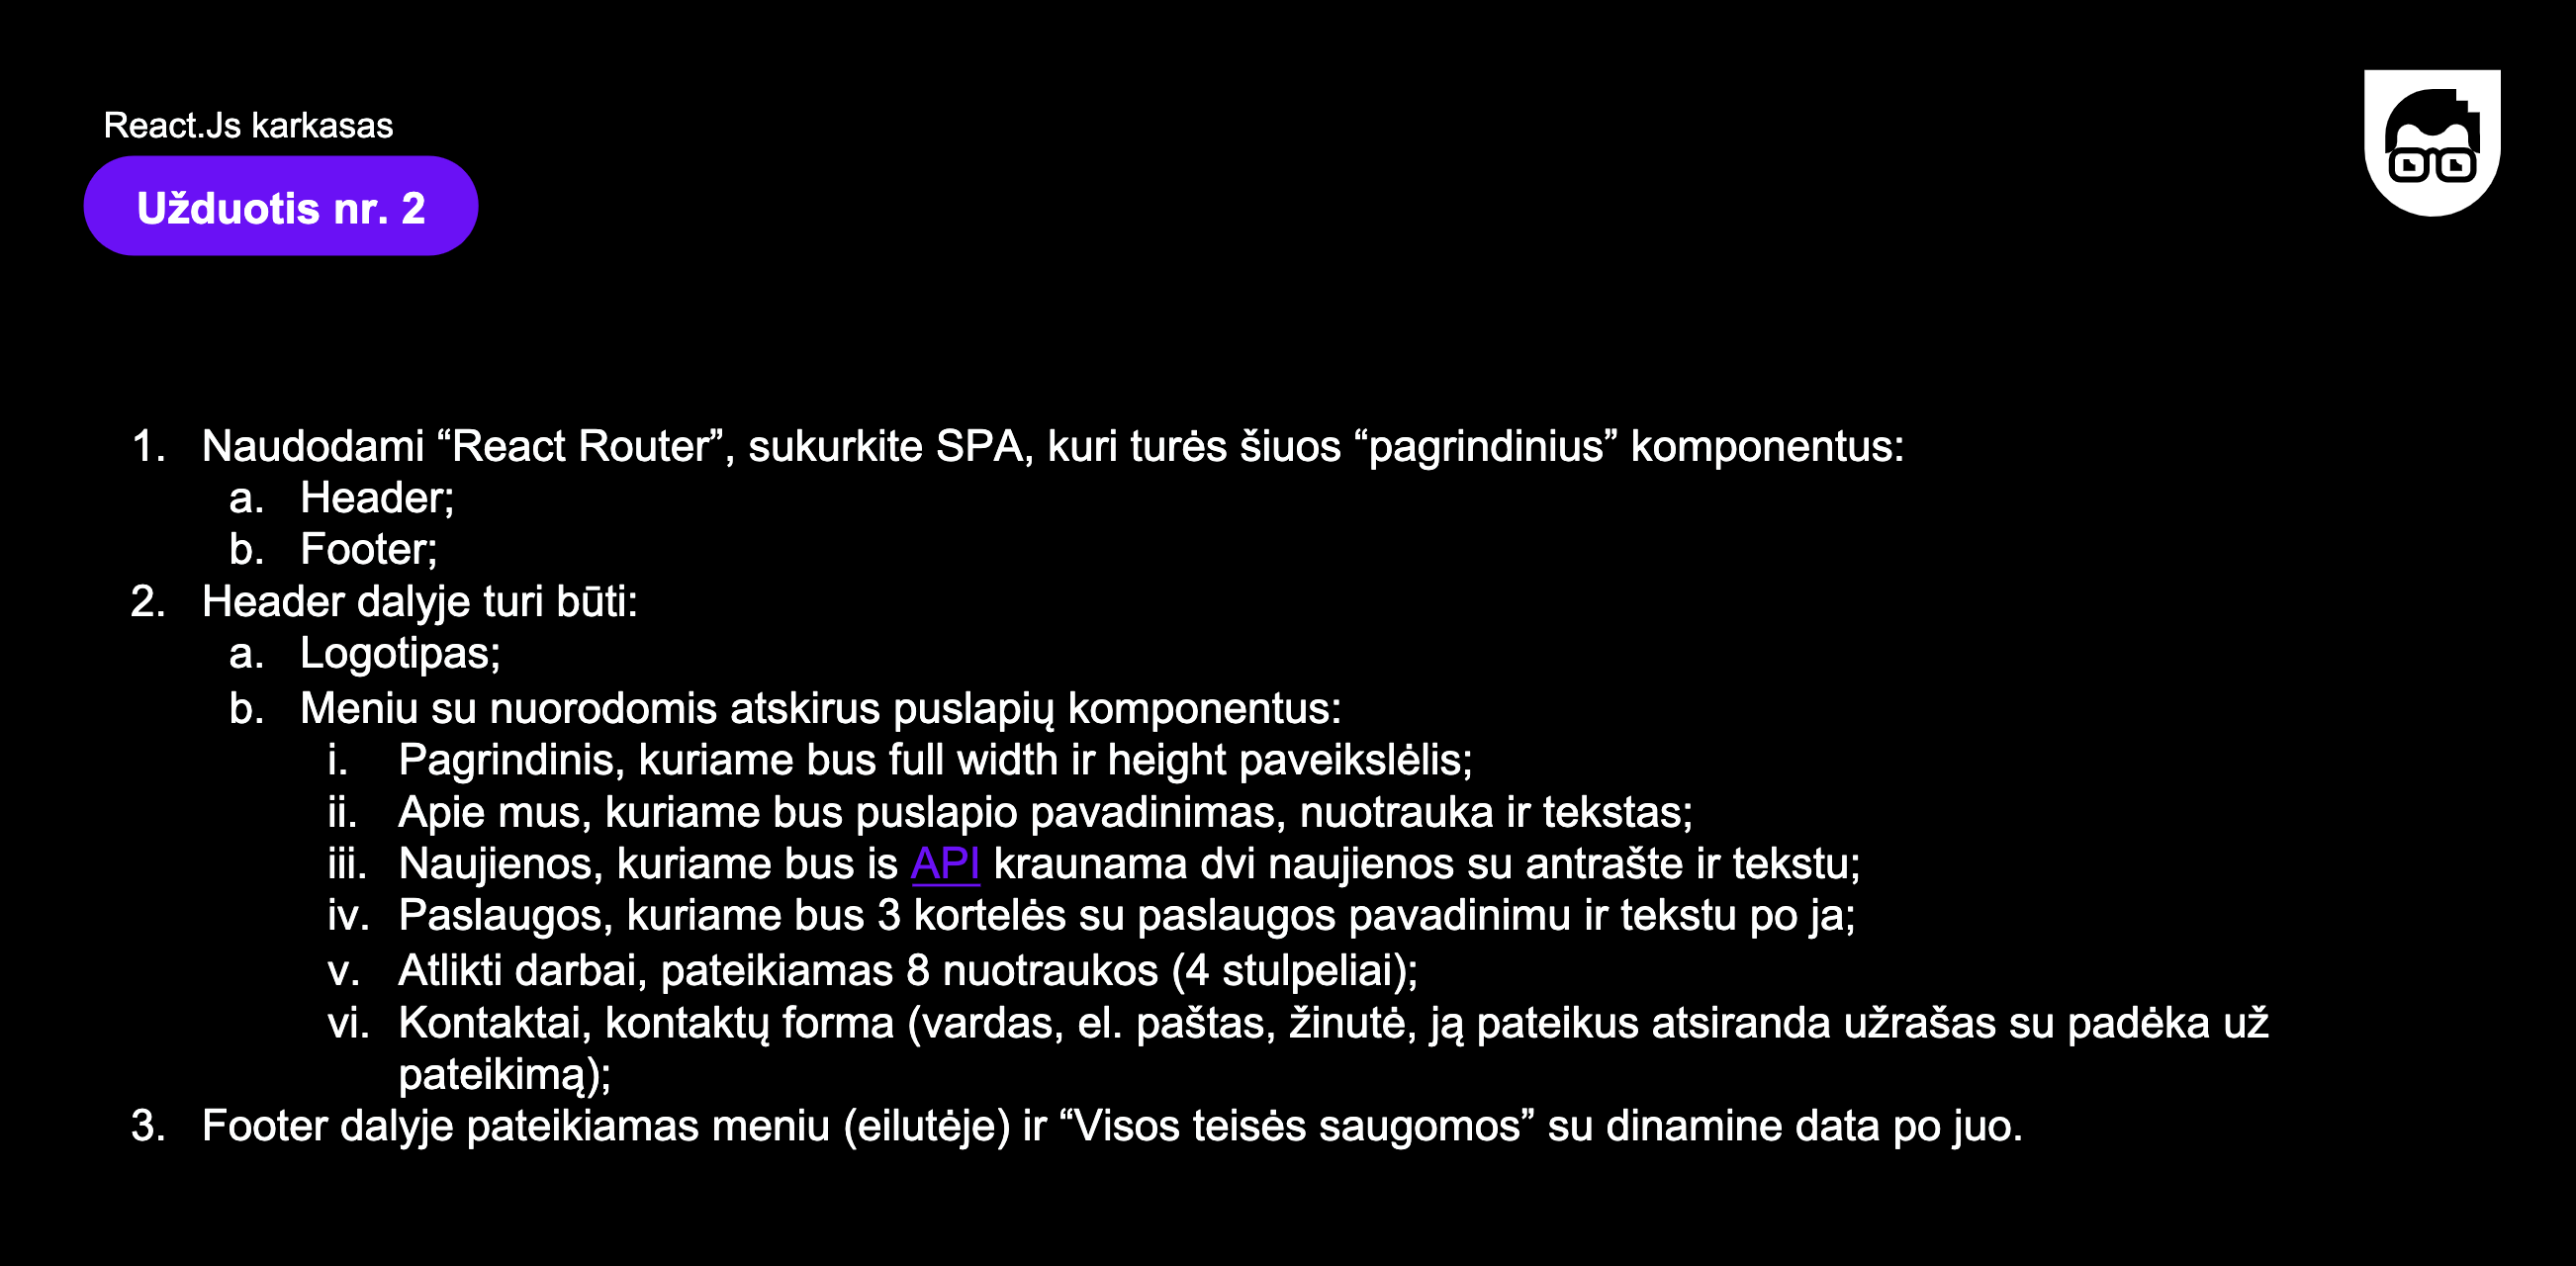 React.Js karkasas
Užduotis nr. 2
1. Naudodami “React Router”, sukurkite SPA, kuri turės šiuos “pagrindinius” komponentus:
a. Header;
b. Footer;
2. Header dalyje turi būti:
a. Logotipas;
b. Meniu su nuorodomis atskirus puslapių komponentus:
i. Pagrindinis, kuriame bus full width ir height paveikslėlis;
ii. Apie mus, kuriame bus puslapio pavadinimas, nuotrauka ir tekstas;
iii. Naujienos, kuriame bus is API kraunama dvi naujienos su antrašte ir tekstu;
iv. Paslaugos, kuriame bus 3 kortelės su paslaugos pavadinimu ir tekstu po ja;
v. Atlikti darbai, pateikiamas 8 nuotraukos (4 stulpeliai);
vi. Kontaktai, kontaktų forma (vardas, el. paštas, žinutė, ją pateikus atsiranda užrašas su padėka už
pateikimą);
3. Footer dalyje pateikiamas meniu (eilutėje) ir “Visos teisės saugomos” su dinamine data po juo.